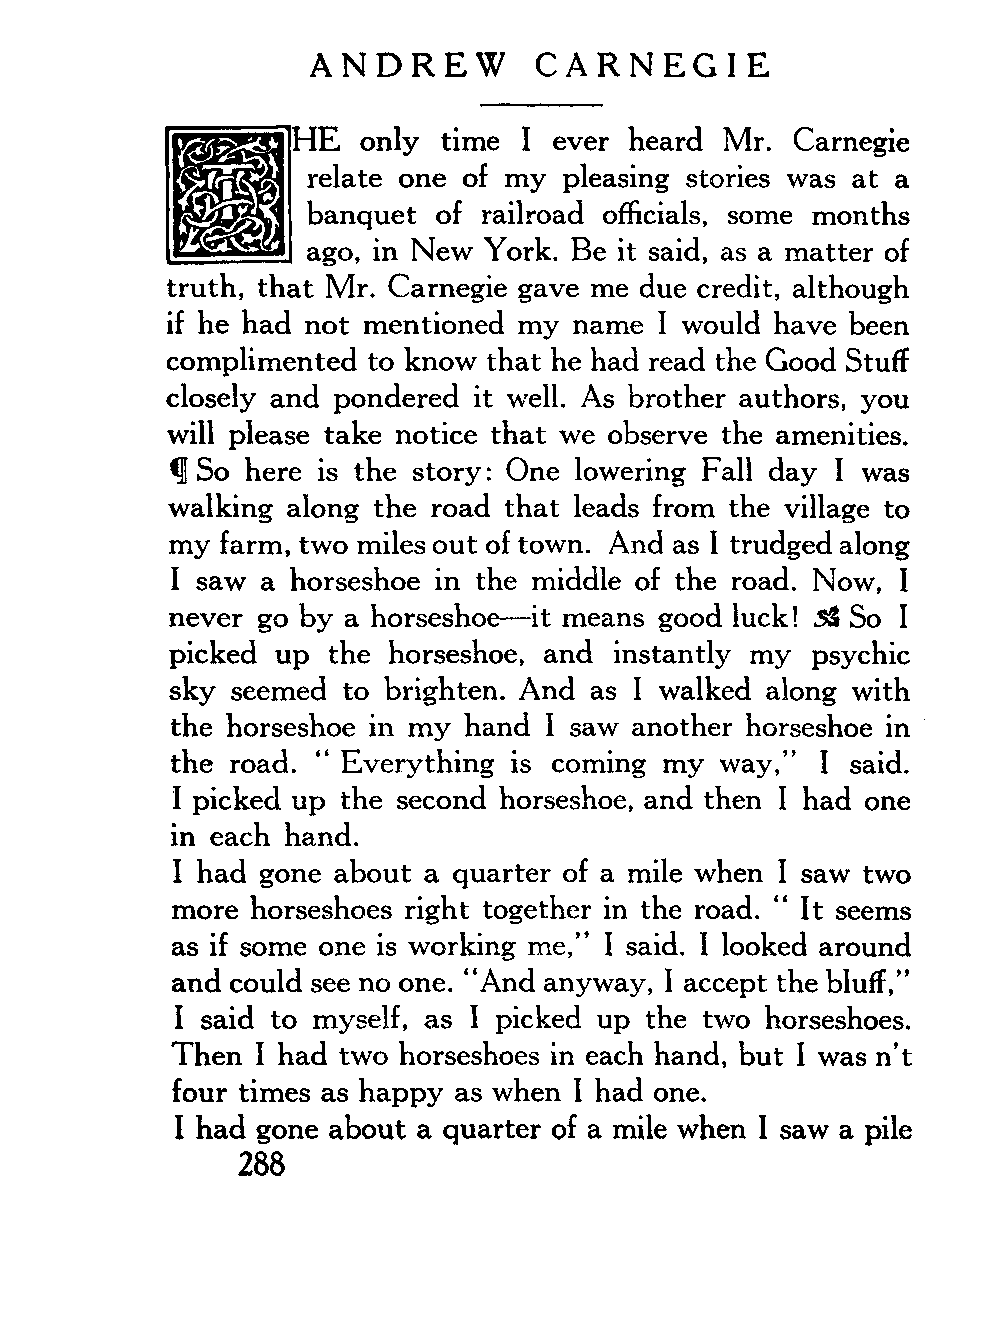 ANDREW CARNEGIE
THE only time I ever heard Mr. Carnegie
relate one of my pleasing stories was at a
banquet of railroad officials, some months
ago, in New York. Be it said, as a matter of
truth, that Mr. Carnegie gave me due credit, although
if he had not mentioned my name I would have been
complimented to know that he had read the Good Stuff
closely and pondered it well. As brother authors, you
will please take notice that we observe the amenities.
¶ So here is the story: One lowering Fall day I was
walking along the road that leads from the village to
my farm, two miles out of town. And as I trudged along
I saw a horseshoe in the middle of the road. Now, I
never go by a horseshoe—it means good luck! So I
picked up the horseshoe, and instantly my psychic
sky seemed to brighten. And as I walked along with
the horseshoe in my hand I saw another horseshoe in
the road. “ Everything is coming my way,” I said.
I picked up the second horseshoe, and then I had one
in each hand.
I had gone about a quarter of a mile when I saw two
more horseshoes right together in the road. “ It seems
as if some one is working me,” I said. I looked around
and could see no one. “And anyway, I accept the bluff,”
I said to myself, as I picked up the two horseshoes.
Then I had two horseshoes in each hand, but I was n’t
four times as happy as when I had one.
I had gone about a quarter of a mile when I saw a pile
288